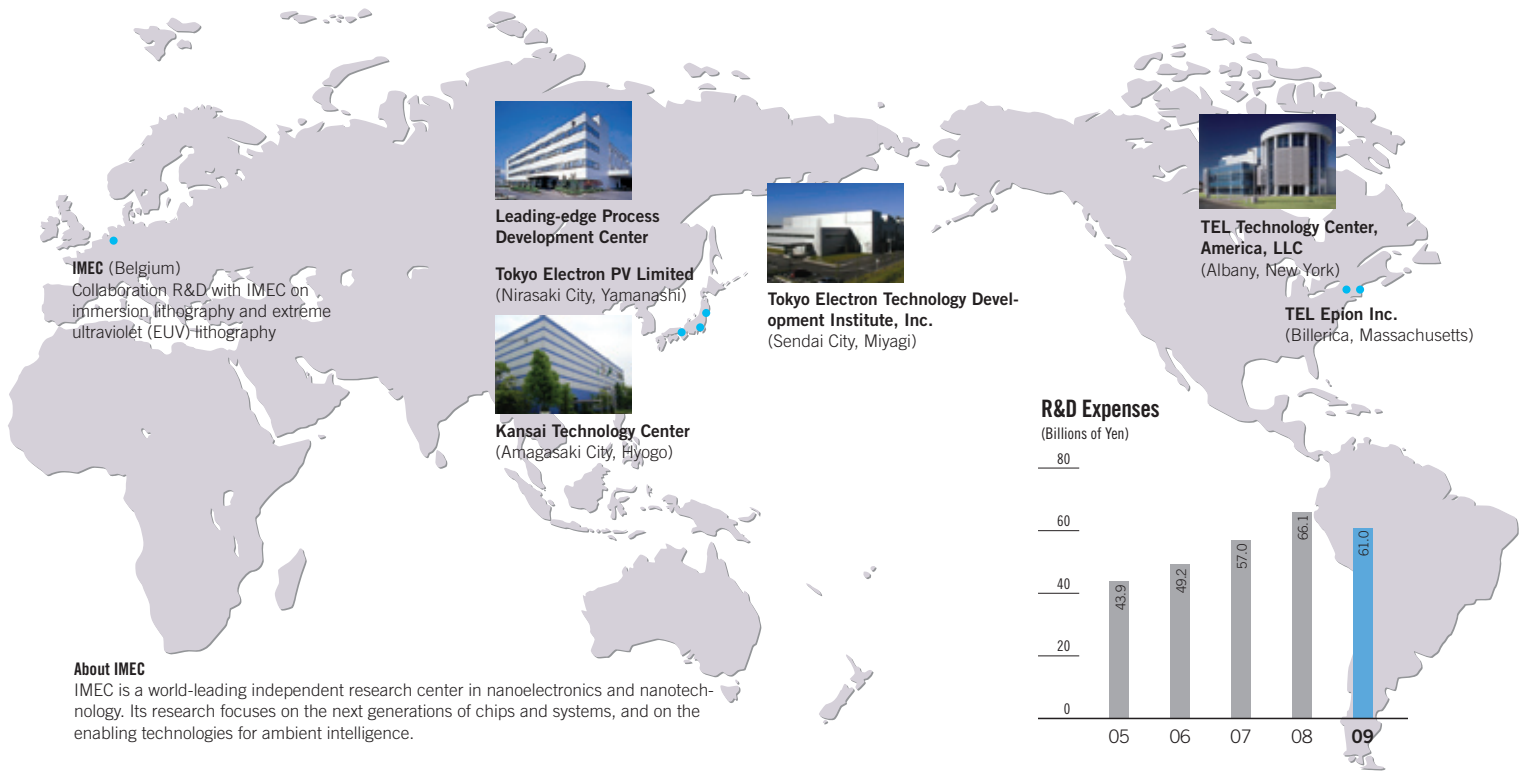 Leading-edge Process
Development Center
Tokyo Electron PV Limited
(Nirasaki City, Yamanashi)
Kansai Technology Center
(Amagasaki City, Hyogo)
Tokyo Electron Technology Devel-
opment Institute, Inc.
(Sendai City, Miyagi)
TEL Technology Center,
America, LLC
(Albany, New York)
TEL Epion Inc.
(Billerica, Massachusetts)
IMEC (Belgium)
Collaboration R&D with IMEC on
immersion lithography and extreme
ultraviolet (EUV) lithography
About IMEC
IMEC is a world-leading independent research center in nanoelectronics and nanotech-
nology. Its research focuses on the next generations of chips and systems, and on the
enabling technologies for ambient intelligence.
R&D Expenses
(Billions of Yen)
80
60
40
20
0
43.9
49.2
57.0
66.1
61.0
05 06 07 08 09